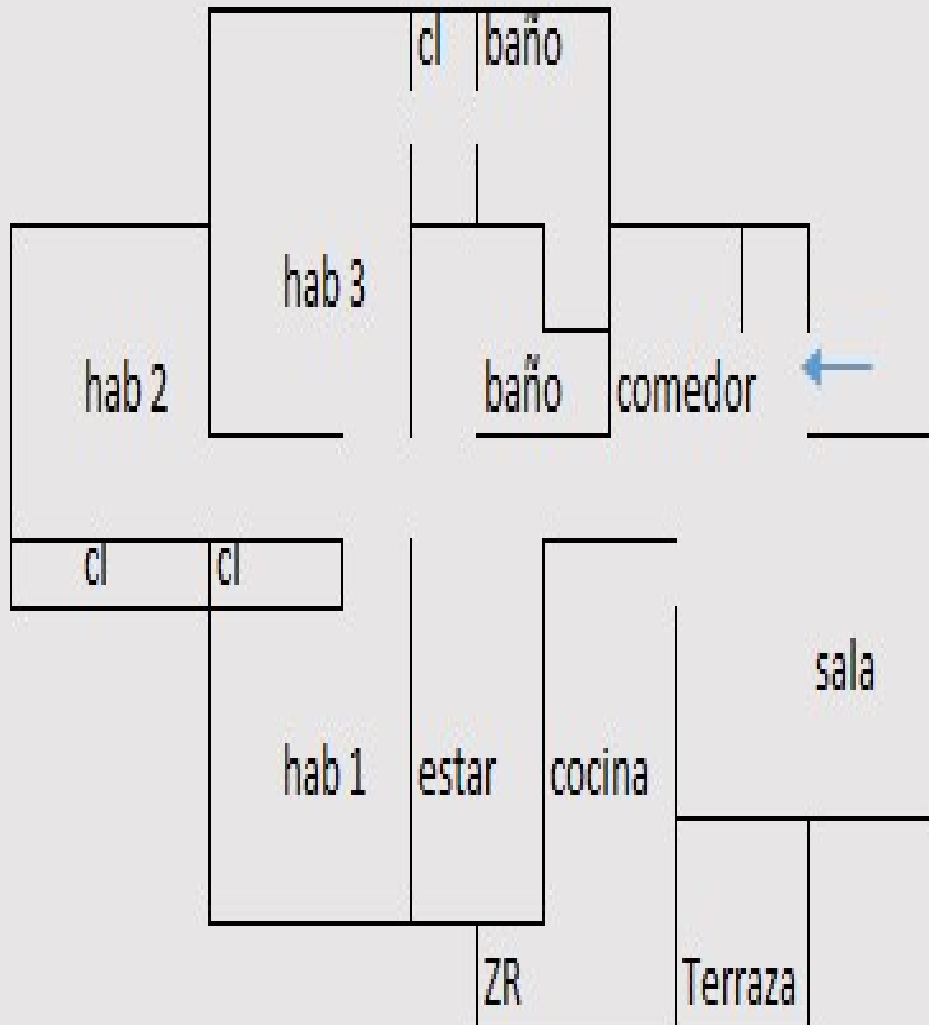 cl
baño
hab 3
hab 2
baño
comedor
cl
cl
sala
hab 1
estar
cocina
ZR
Terraza